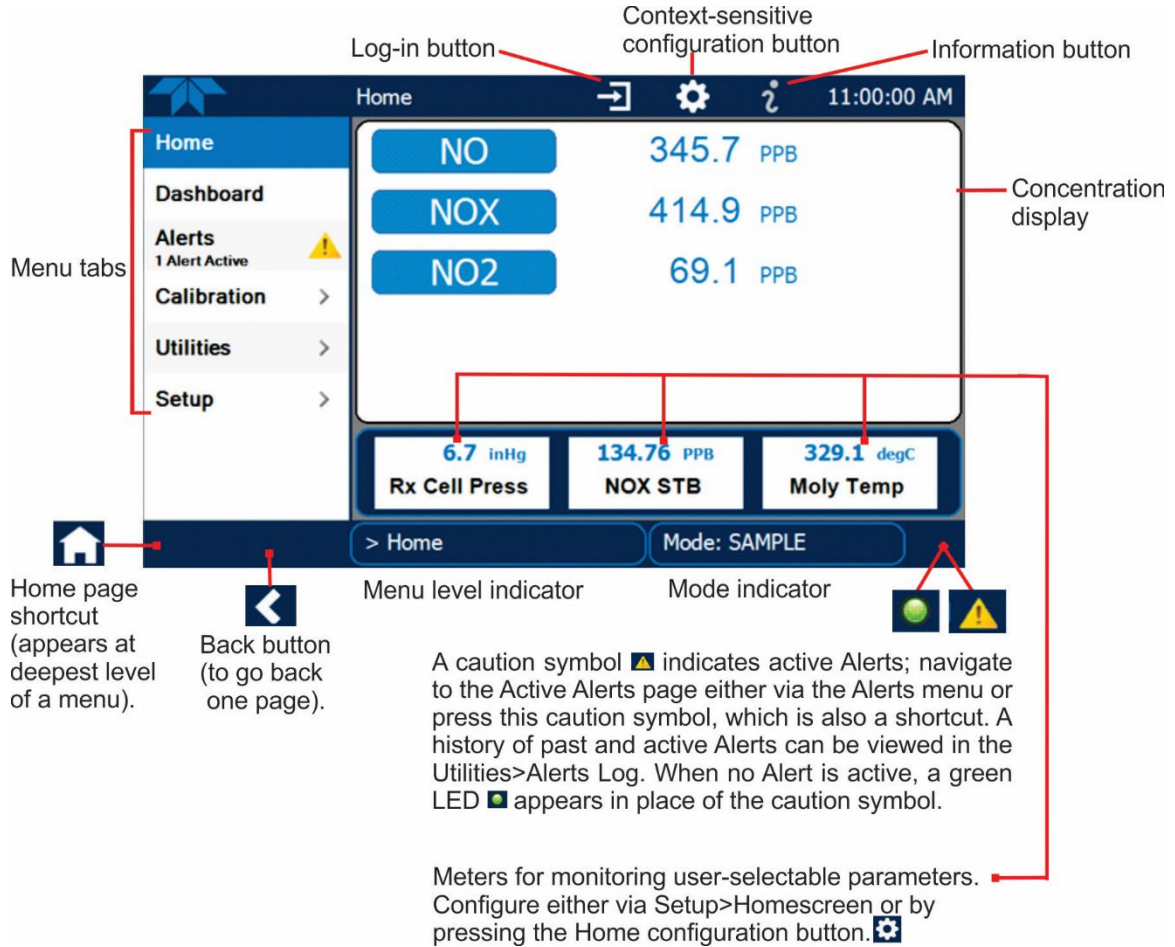 Context-sensitive
configuration button
Log-in button
Information button
Home
11:00:00 AM
Home
Dashboard
Alerts
1 Alert Active
Calibration
Utilities
Setup
Menu tabs
NO 345.7 PPB
NOX 414.9 PPB
NO2 69.1 PPB
Concentration
display
6.7 inHg
Rx Cell Press
134.76 PPB
NOX STB
329.1 degC
Moly Temp
> Home
Mode: SAMPLE
Home page
shortcut
(appears at
deepest level
of a menu).
Back button
(to go back
one page).
Menu level indicator
Mode indicator
A caution symbol indicates active Alerts; navigate
to the Active Alerts page either via the Alerts menu or
press this caution symbol, which is also a shortcut. A
history of past and active Alerts can be viewed in the
Utilities>Alerts Log. When no Alert is active, a green
LED appears in place of the caution symbol.
Meters for monitoring user-selectable parameters.
Configure either via Setup>Homescreen or by
pressing the Home configuration button.